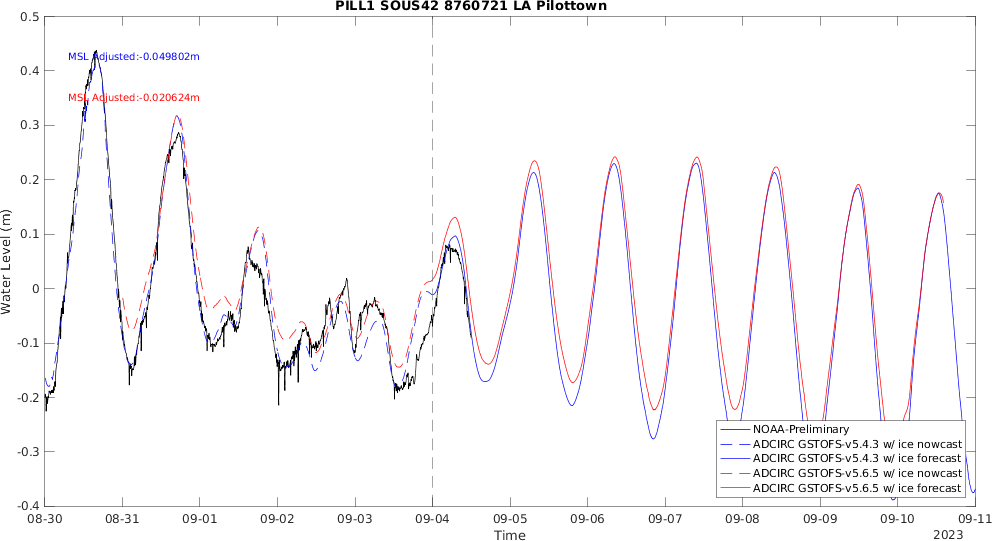 PILL1 SOUS42 8760721 LA Pilottown
0.5
0.4
0.3
0.2
0.1
0
-0.1
-0.2
-0.3
-0.4
Water Level (m)
MSL Adjusted:-0.049802m
MSL Adjusted:-0.020624m
NOAA-Preliminary
ADCIRC GSTOFS-v5.4.3 w/ ice nowcast
ADCIRC GSTOFS-v5.4.3 w/ ice forecast
ADCIRC GSTOFS-v5.6.5 w/ ice nowcast
ADCIRC GSTOFS-v5.6.5 w/ ice forecast
08-30 08-31 09-01 09-02 09-03 09-04 09-05 09-06 09-07 09-08 09-09 09-10 09-11
Time
2023